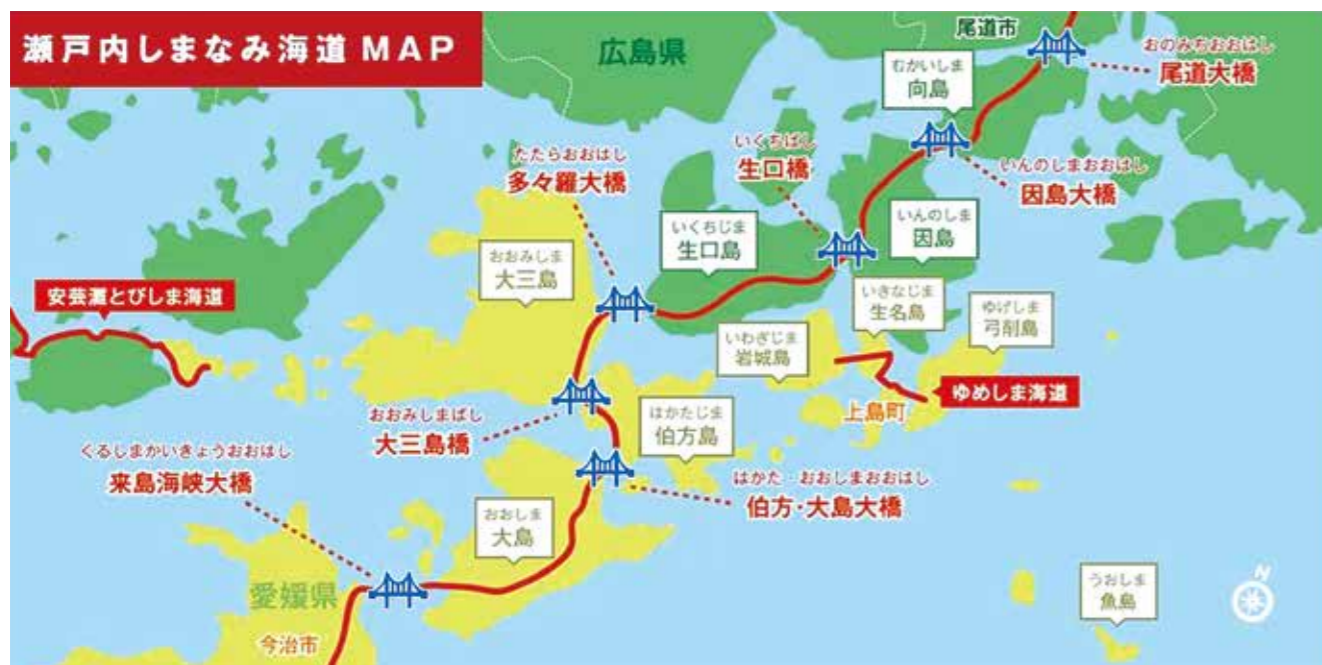 瀬戸内しまなみ海道 MAP
広島県
尾道市
おのみちおおはし
尾道大橋
むかいしま
向島
いんのしまおおはし
因島大橋
たたらおおはし
多々羅大橋
いくちばし
生口橋
いくちじま
生口島
いんのしま
因島
おおみしま
大三島
安芸灘とびしま海道
いきなじま
生名島
ゆげしま
弓削島
いわぎじま
岩城島
ゆめしま海道
上島町
おおみしまばし
大三島橋
はかたじま
伯方島
くるしまかいきょうおおはし
来島海峡大橋
はかた・おおしまおおはし
伯方・大島大橋
おおしま
大島
愛媛県
今治市
うおしま
魚島
N